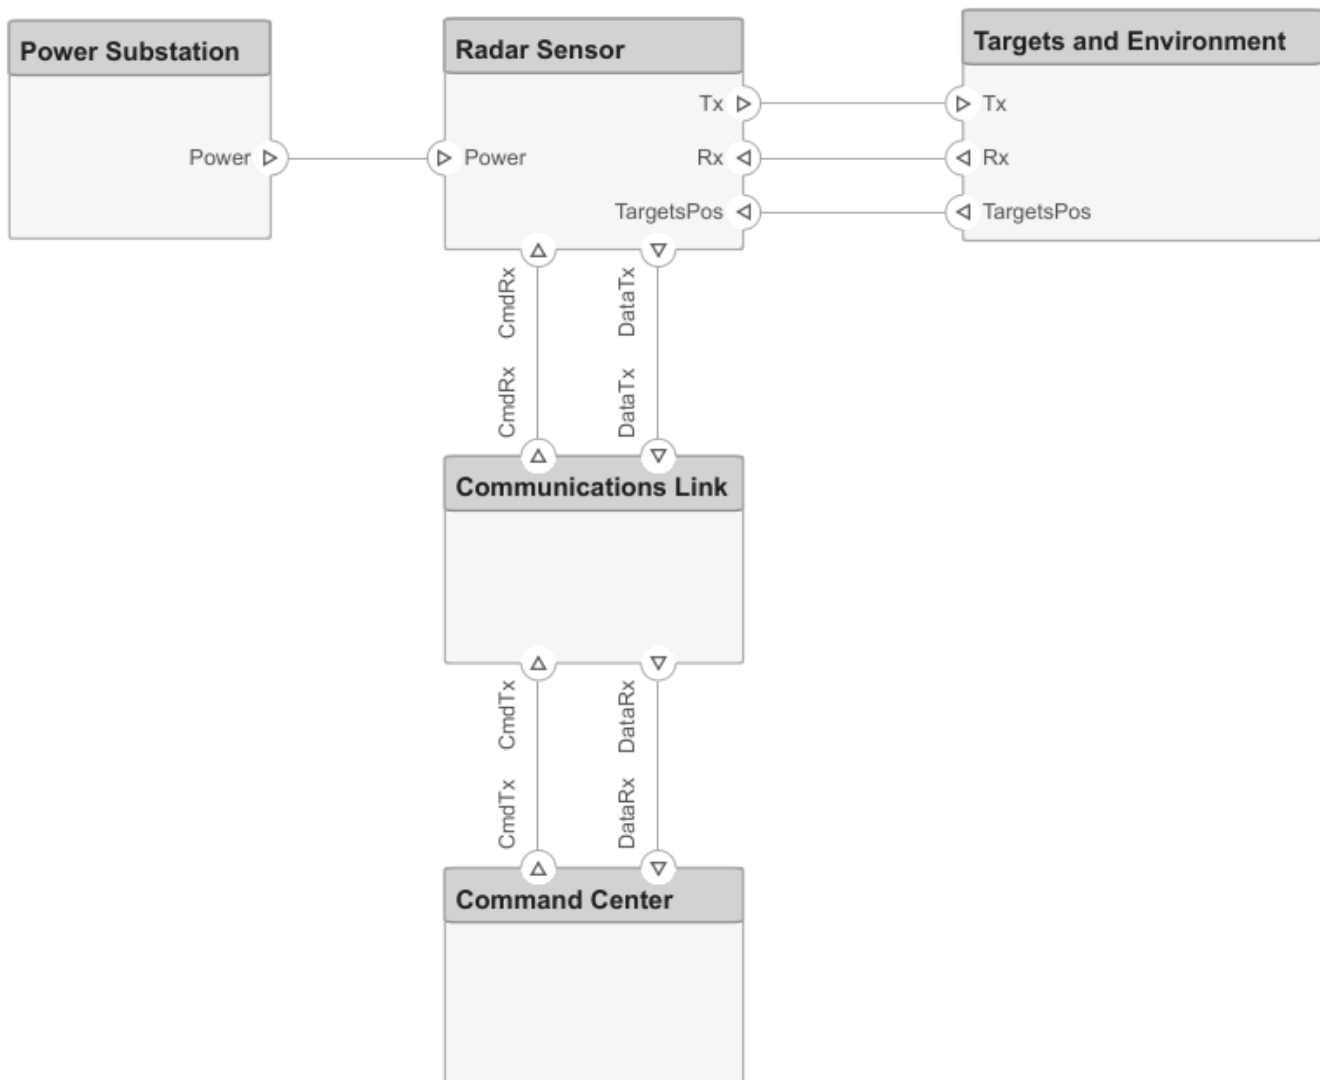 Power Substation
Radar Sensor
Targets and Environment
Tx
Tx
Power
Power
Rx
Rx
TargetsPos
TargetsPos
CmdRx
DataTx
CmdRx
DataTx
Communications Link
CmdTx
DataRx
CmdTx
DataRx
Command Center